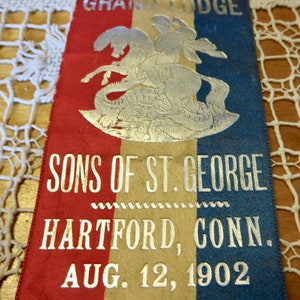 GRAND LODGE
SONS OF ST. GEORGE
HARTFORD, CONN.
AUG. 12, 1902